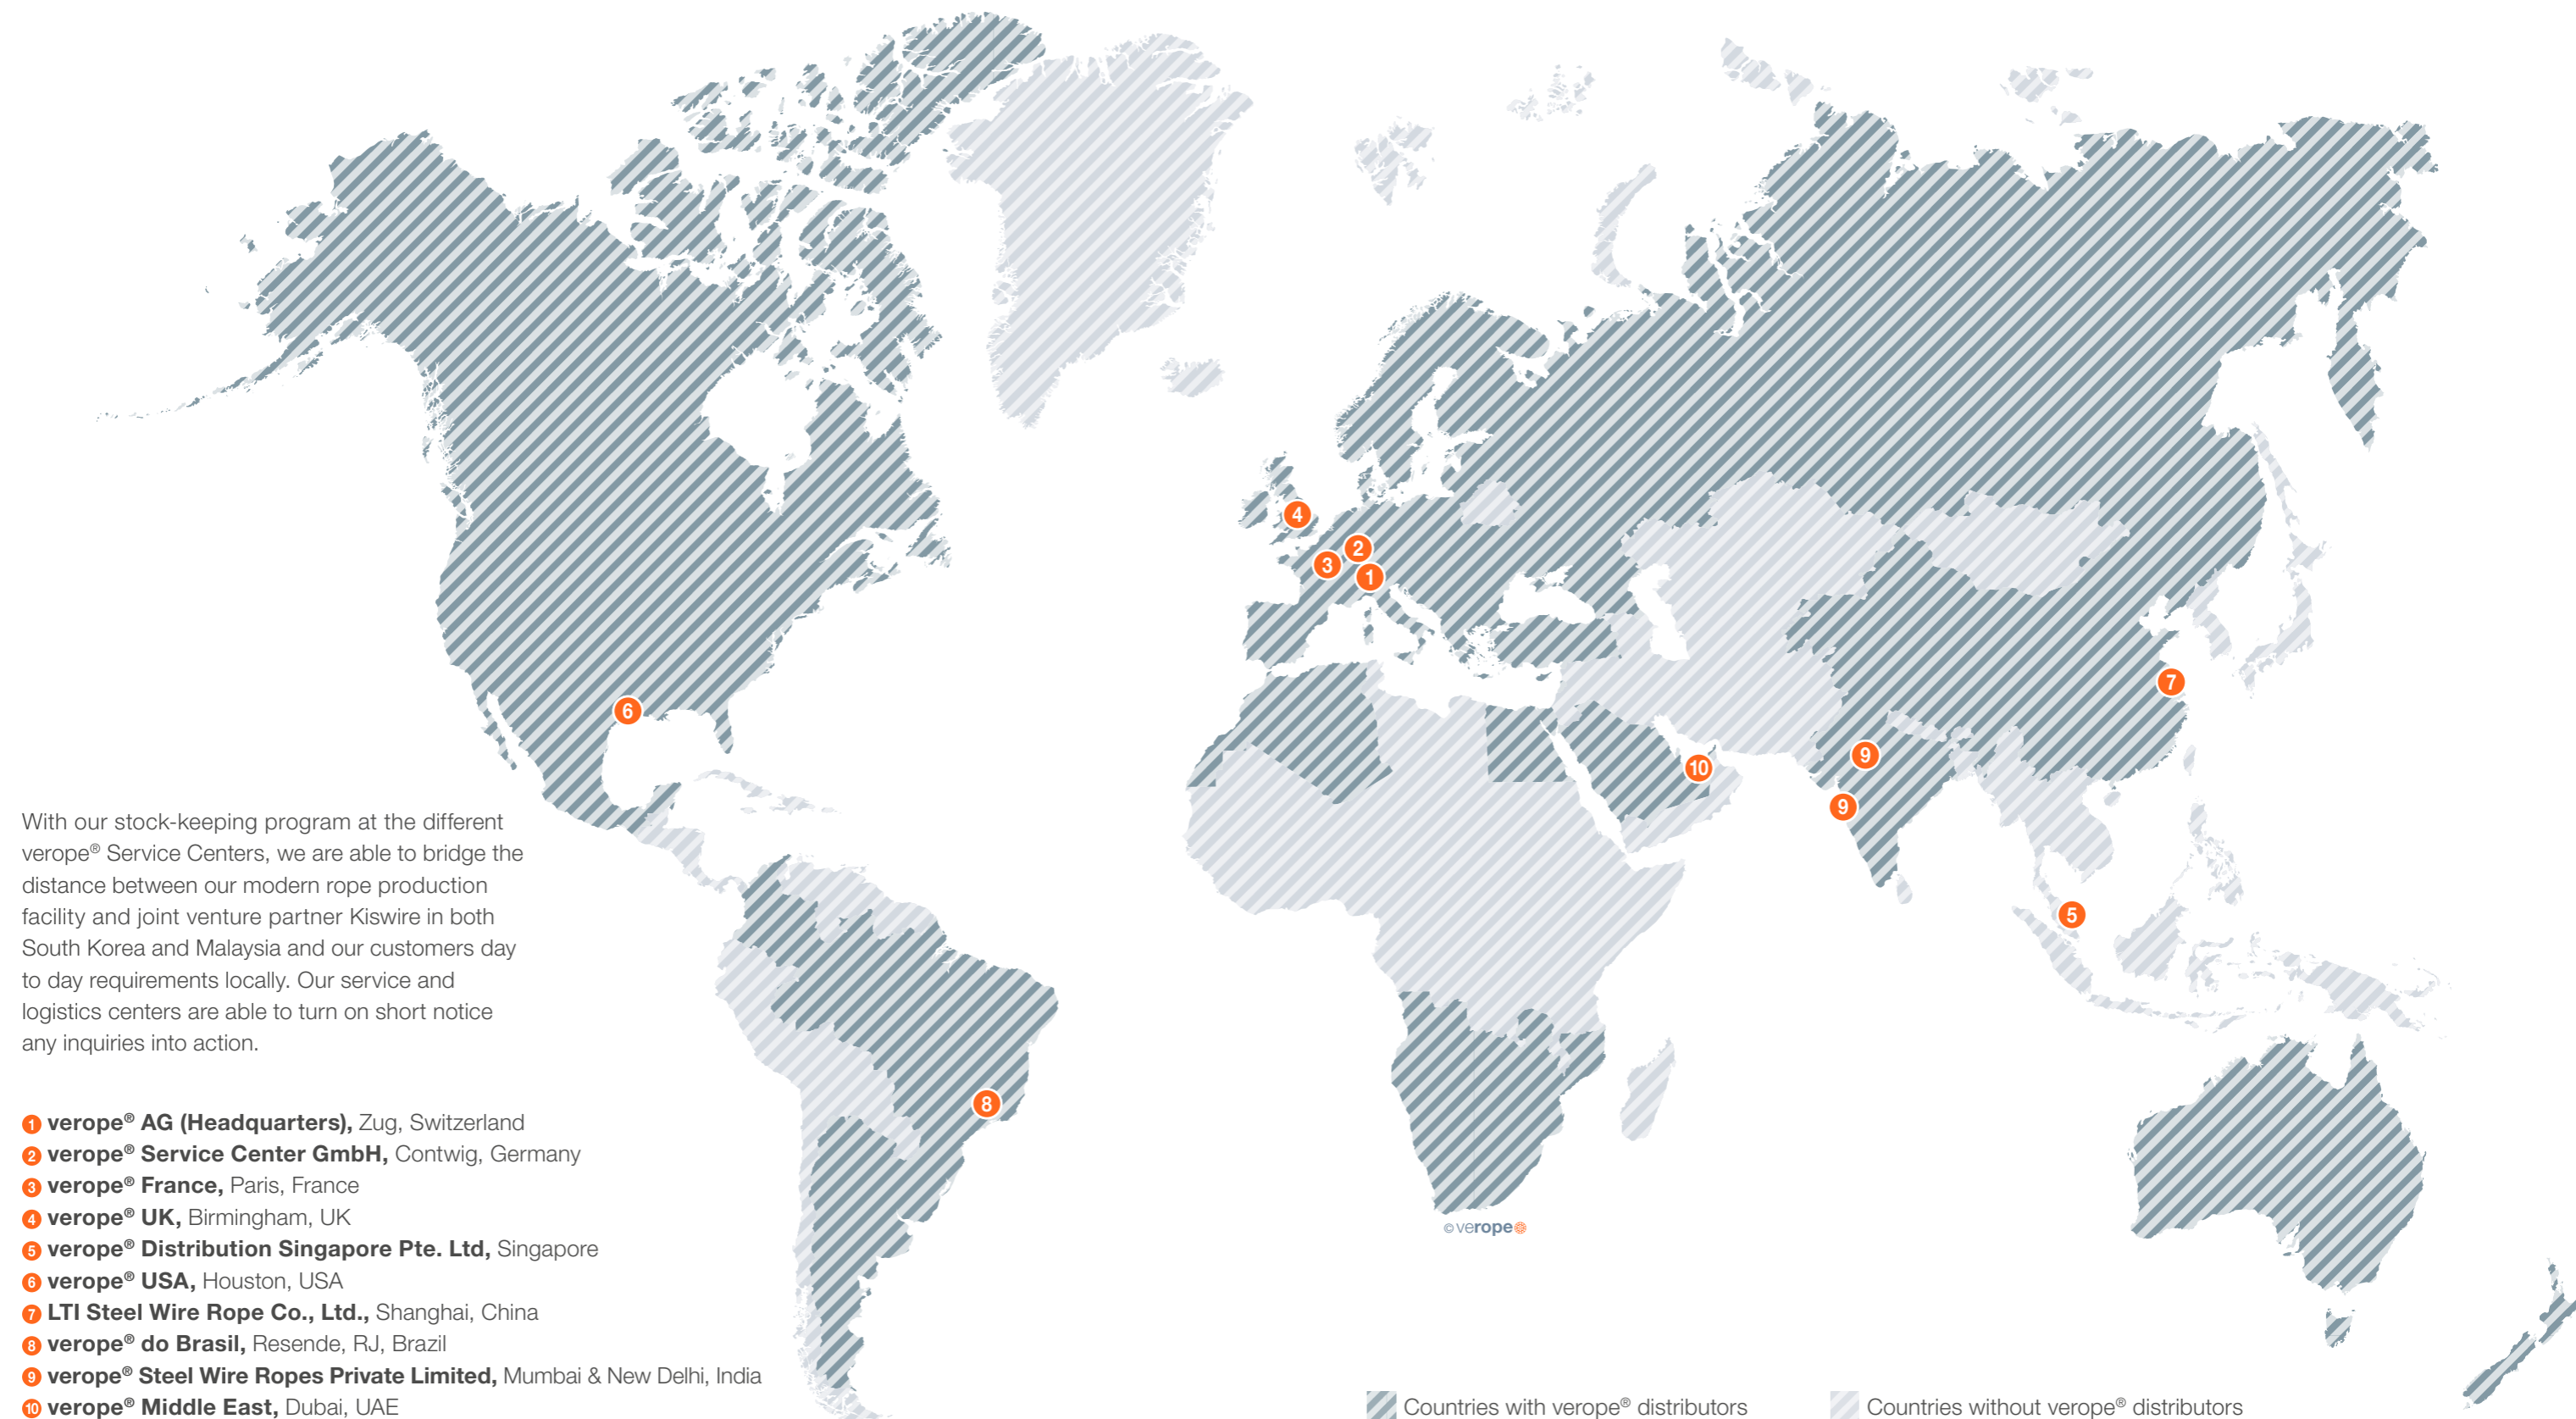 With our stock-keeping program at the different
verope® Service Centers, we are able to bridge the
distance between our modern rope production
facility and joint venture partner Kiswire in both
South Korea and Malaysia and our customers day
to day requirements locally. Our service and
logistics centers are able to turn on short notice
any inquiries into action.
1 verope® AG (Headquarters), Zug, Switzerland
2 verope® Service Center GmbH, Contwig, Germany
3 verope® France, Paris, France
4 verope® UK, Birmingham, UK
5 verope® Distribution Singapore Pte. Ltd, Singapore
6 verope® USA, Houston, USA
7 LTI Steel Wire Rope Co., Ltd., Shanghai, China
8 verope® do Brasil, Resende, RJ, Brazil
9 verope® Steel Wire Ropes Private Limited, Mumbai & New Delhi, India
10 verope® Middle East, Dubai, UAE
4
2
3
1
6
7
9
10
9
5
8
© verope
Countries with verope® distributors
Countries without verope® distributors